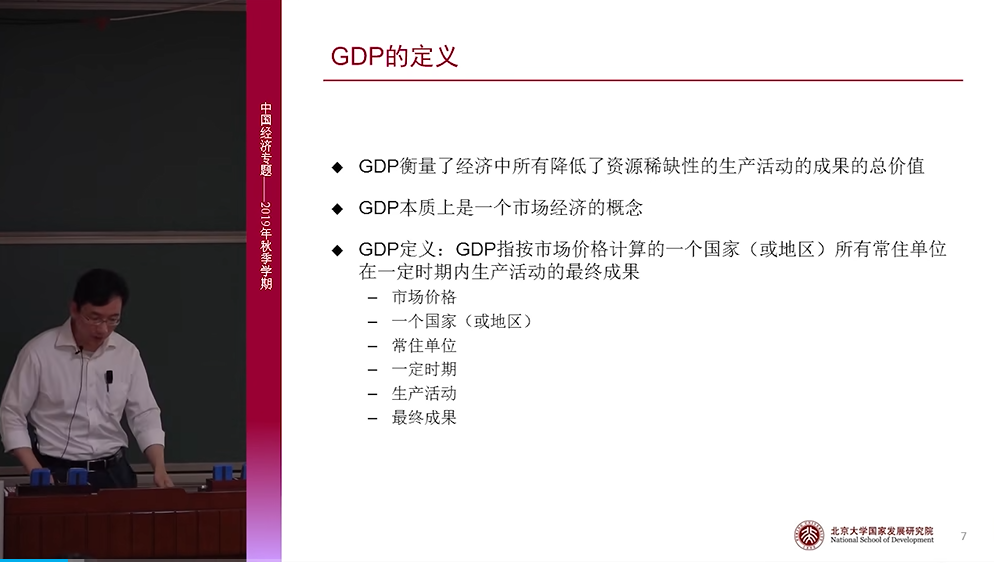 GDP的定义
中国经济专题——2019年秋季学期
GDP衡量了经济中所有降低了资源稀缺性的生产活动的成果的总价值
GDP本质上是一个市场经济的概念
GDP定义：GDP指按市场价格计算的一个国家（或地区）所有常住单位
在一定时期内生产活动的最终成果
– 市场价格
– 一个国家（或地区）
– 常住单位
– 一定时期
– 生产活动
– 最终成果
北京大学国家发展研究院
National School of Development
7